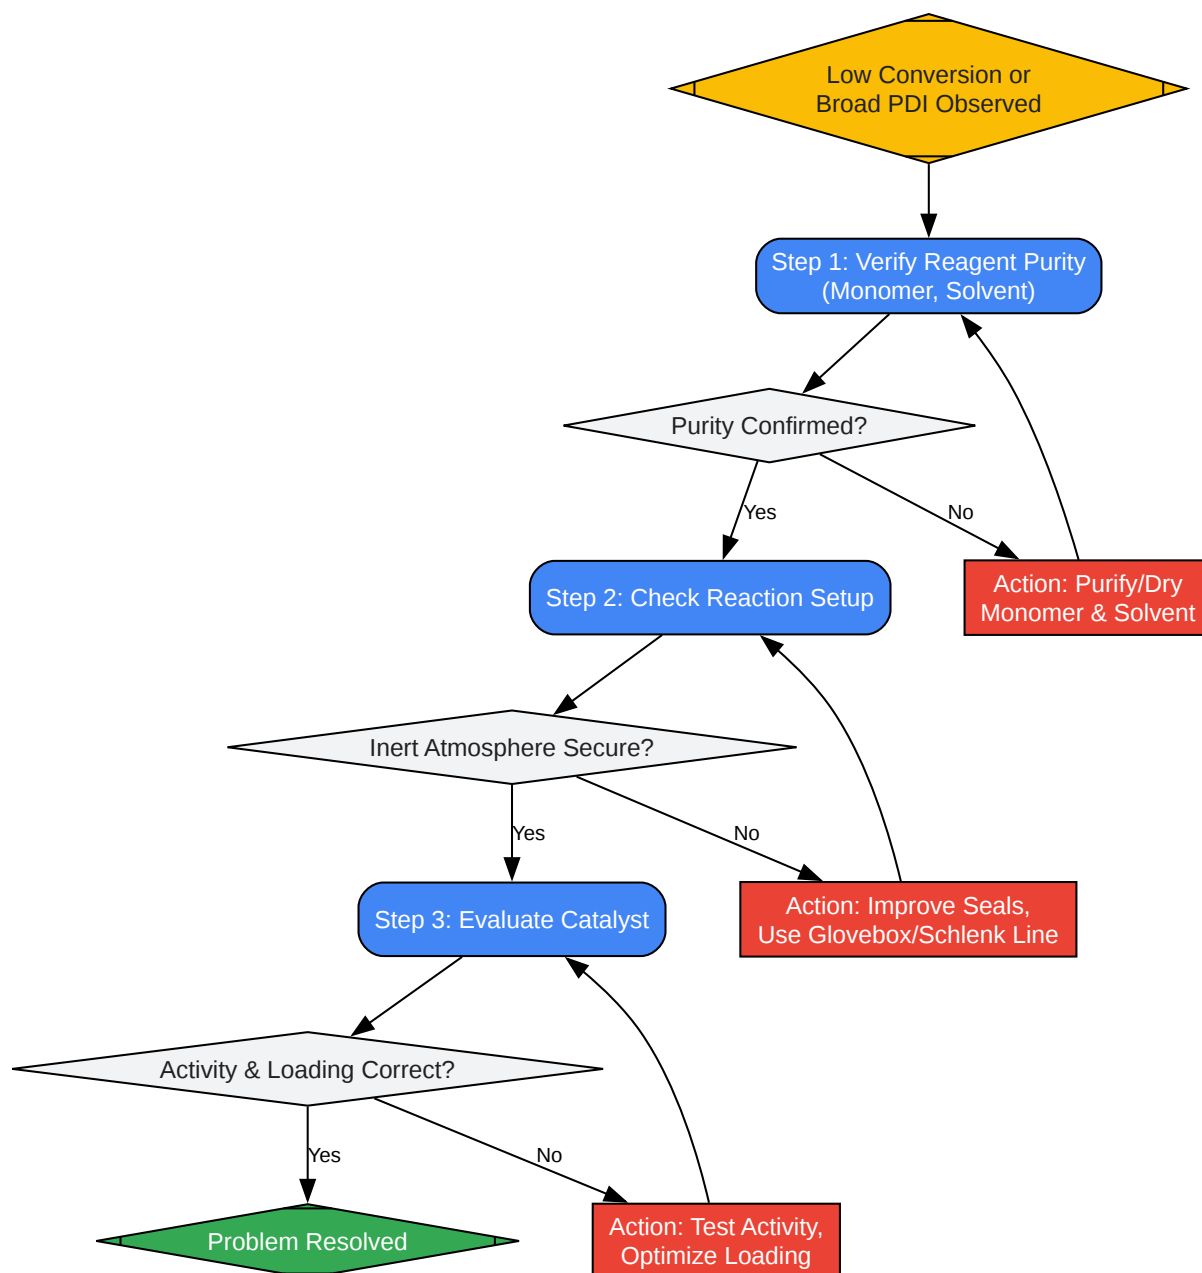 Low Conversion or
Broad PDI Observed
Step 1: Verify Reagent Purity
(Monomer, Solvent)
Purity Confirmed?
Yes
No
Step 2: Check Reaction Setup
Action: Purify/Dry
Monomer & Solvent
Inert Atmosphere Secure?
Yes
No
Step 3: Evaluate Catalyst
Action: Improve Seals,
Use Glovebox/Schlenk Line
Activity & Loading Correct?
Yes
No
Problem Resolved
Action: Test Activity,
Optimize Loading